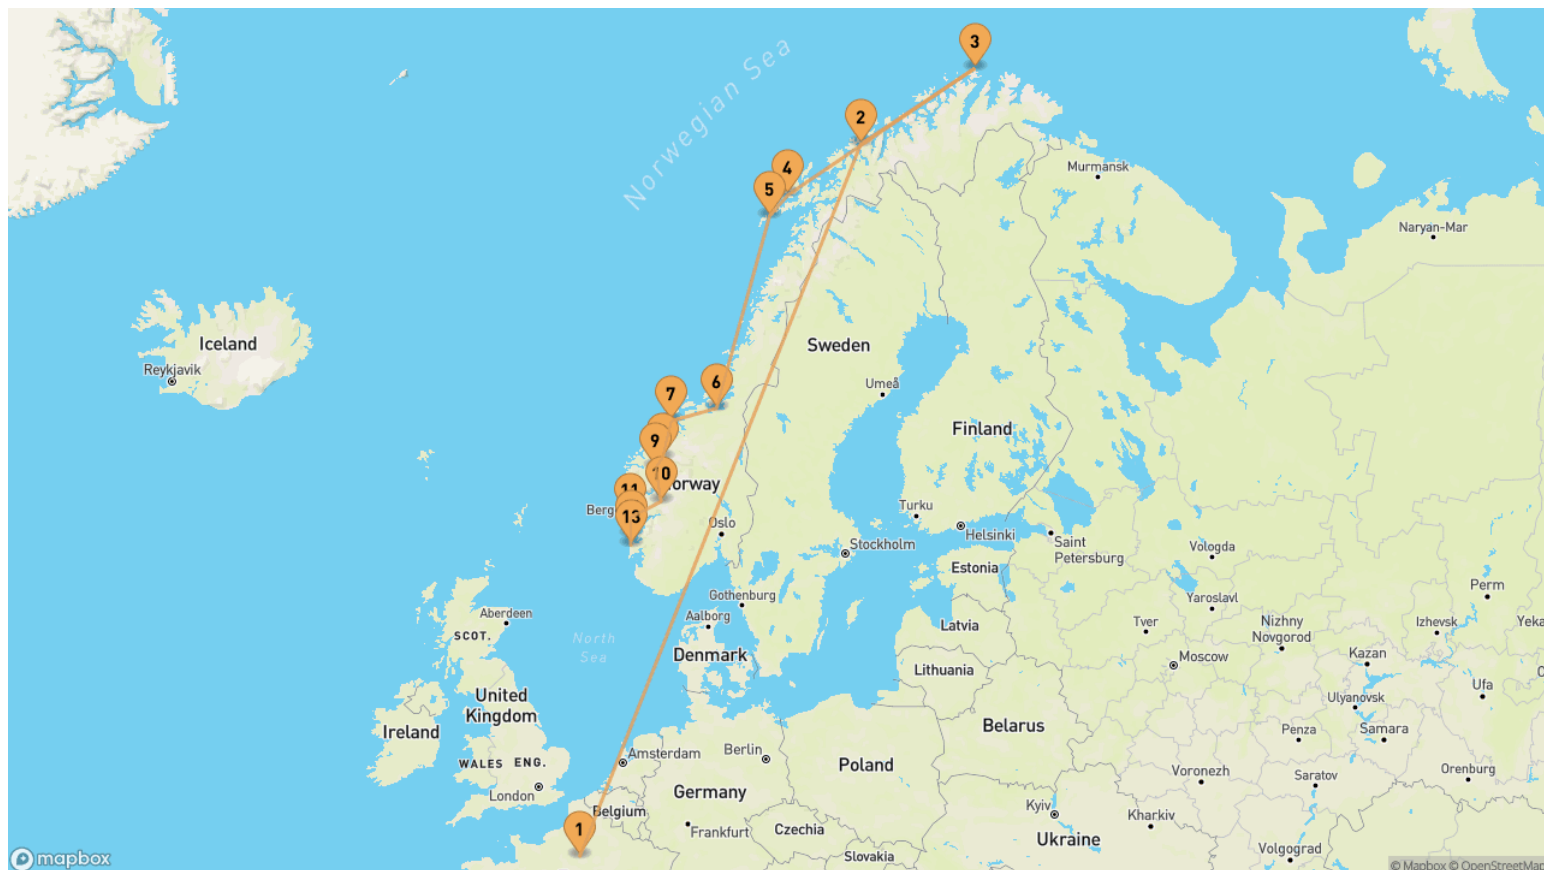 Norwegian Sea
3
2
4
5
Murmansk
Naryan-Mar
Iceland
Reykjavik
Sweden
Umeå
6
7
9
10
11
13
Finland
Oslo
Turku
Helsinki
Stockholm
Saint
Petersburg
Estonia
Vologda
Perm
Gothenburg
Aalborg
Yaroslavl
Aberdeen
SCOT.
North
Sea
Latvia
Tver
Nizhny
Novgorod
Izhevsk
Denmark
Lithuania
Moscow
Kazan
Ufa
United
Kingdom
Ulyanovsk
Ireland
Belarus
Penza
Samara
WALES
ENG.
Amsterdam
Berlin
Poland
Voronezh
Saratov
Orenburg
London
Germany
Belgium
Kyiv
Kharkiv
1
Frankfurt
Czechia
Ukraine
Slovakia
Volgograd
mapbox
© Mapbox © OpenStreetMap